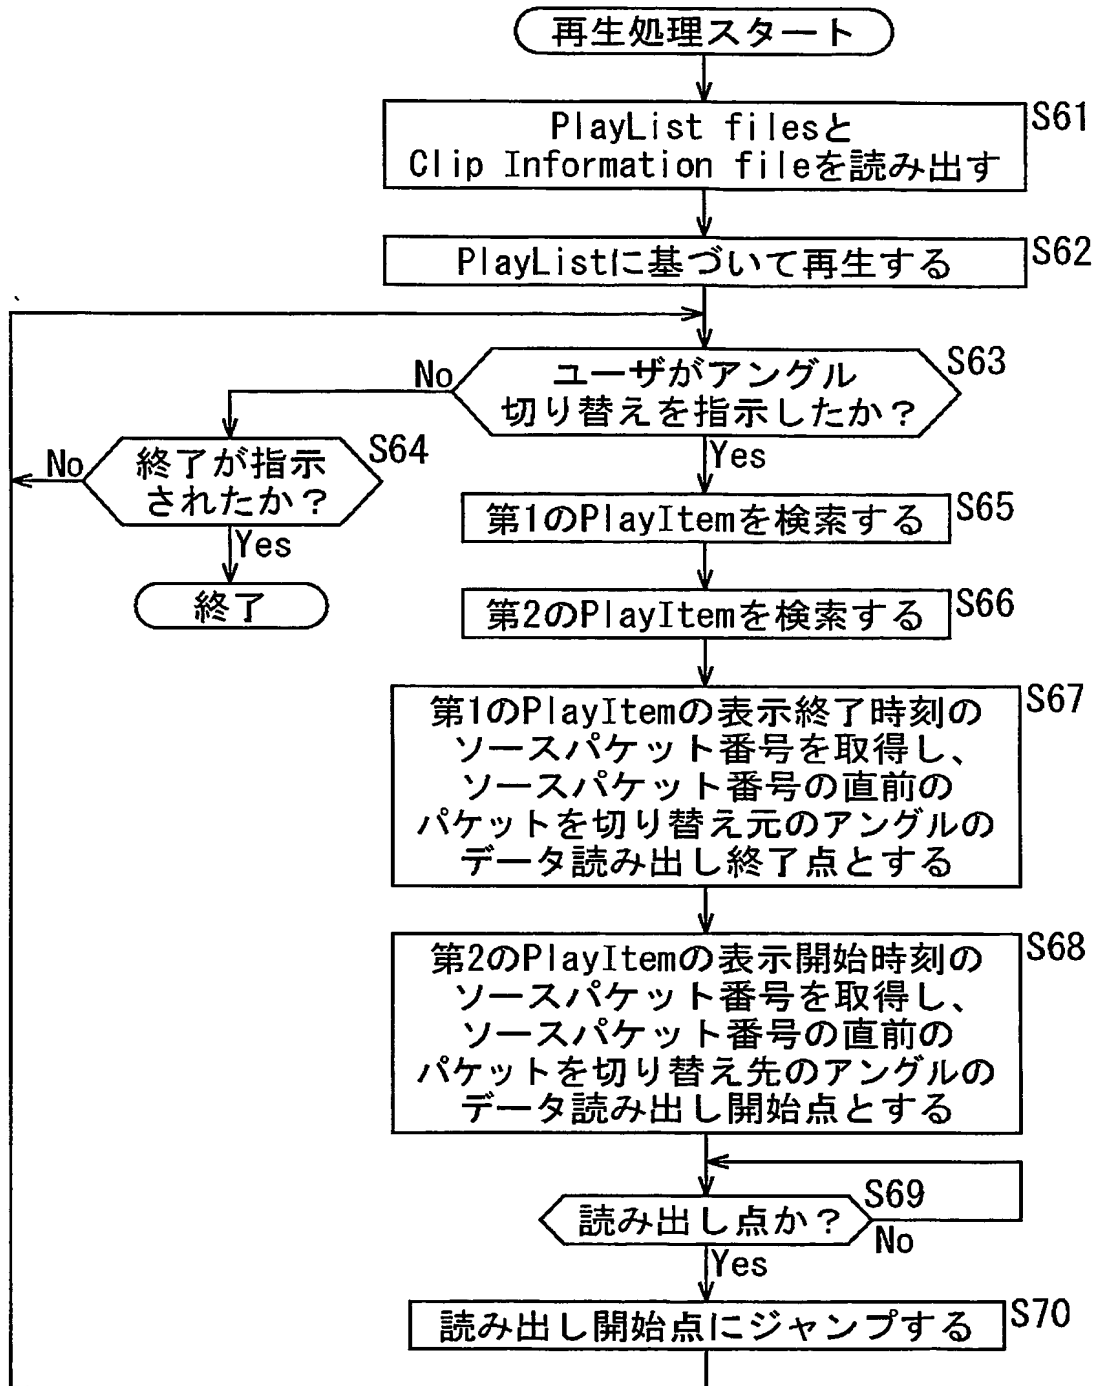 再生処理スタート
PlayList filesと
Clip Information fileを読み出す
S61
PlayListに基づいて再生する
S62
ユーザがアングル
切り替えを指示したか？
S63
No
Yes
終了が指示
されたか？
S64
No
Yes
終了
第1のPlayItemを検索する
S65
第2のPlayItemを検索する
S66
第1のPlayItemの表示終了時刻の
ソースパケット番号を取得し、
ソースパケット番号の直前の
パケットを切り替え元のアングルの
データ読み出し終了点とする
S67
第2のPlayItemの表示開始時刻の
ソースパケット番号を取得し、
ソースパケット番号の直前の
パケットを切り替え先のアングルの
データ読み出し開始点とする
S68
読み出し点か？
S69
No
Yes
読み出し開始点にジャンプする
S70